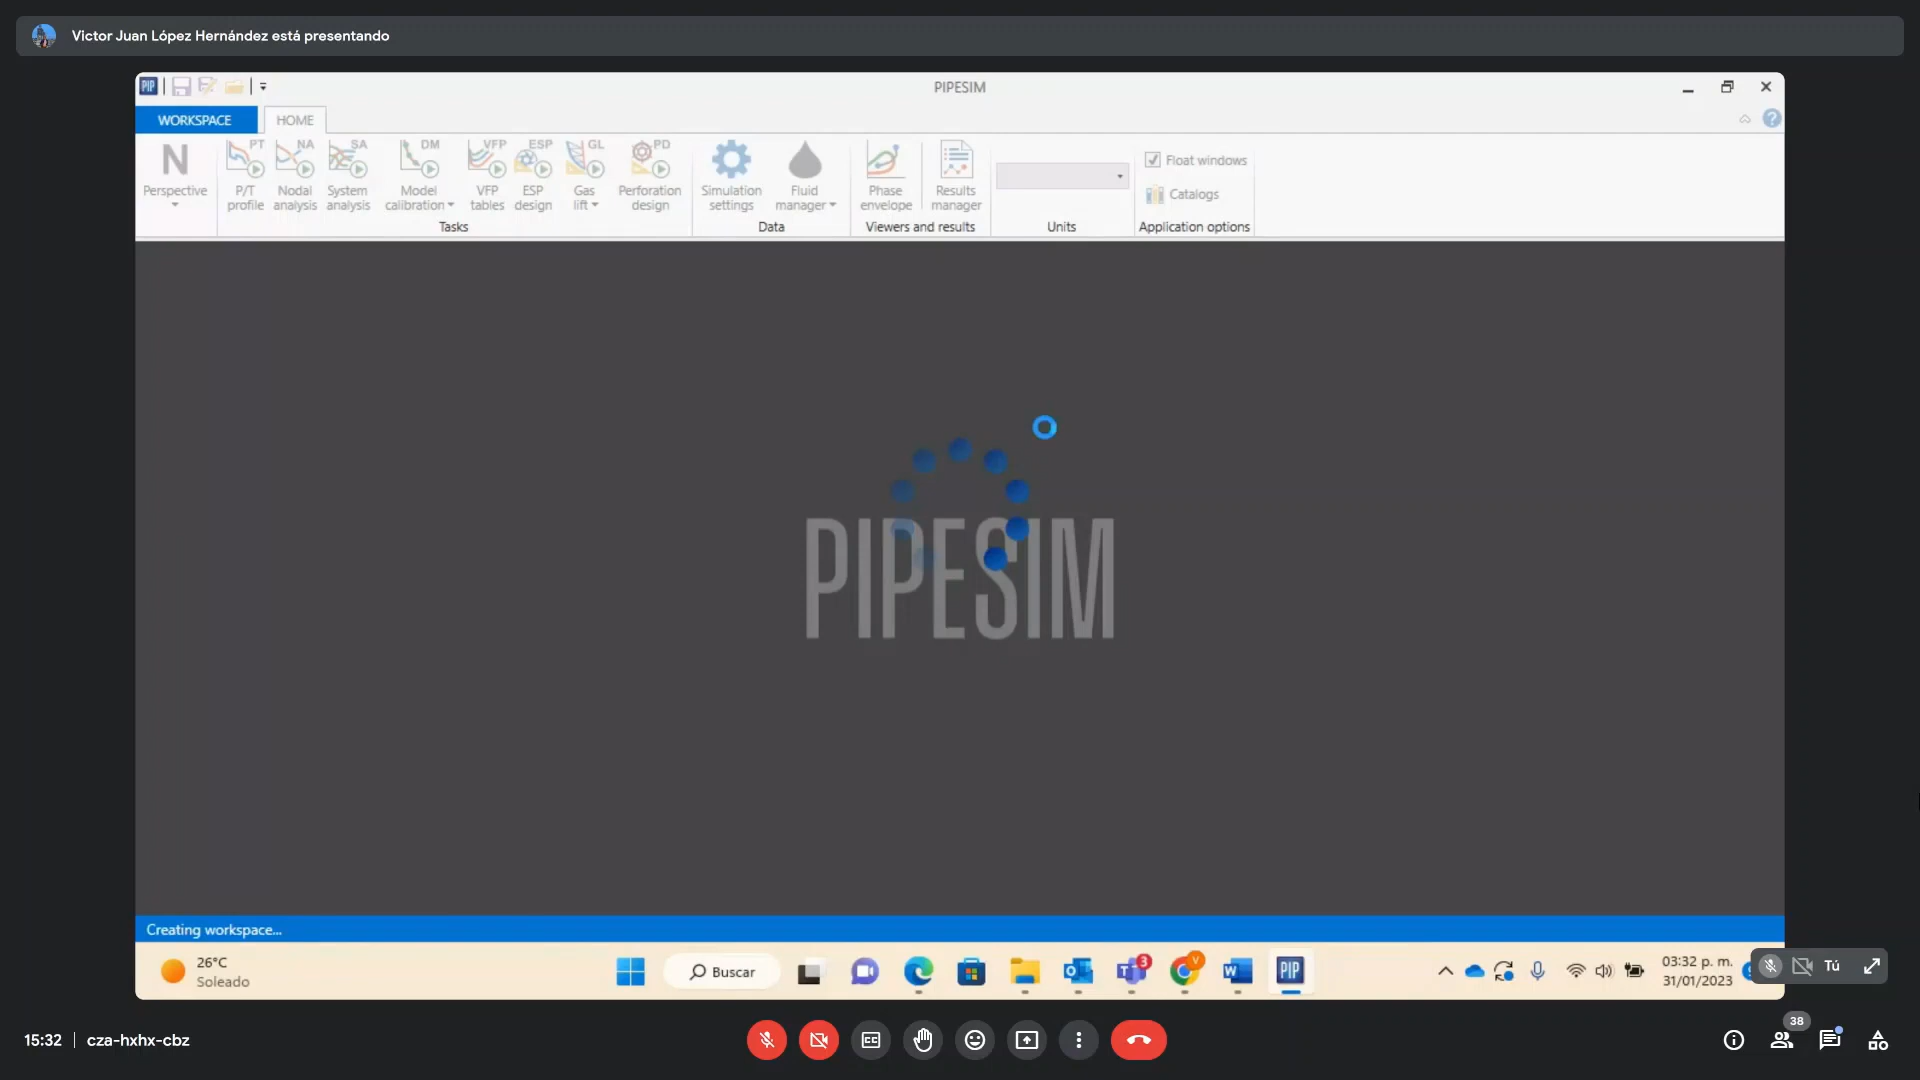 Victor Juan López Hernández está presentando
PIP
PIPESIM
WORKSPACE
HOME
N
Perspective
PT
P/T
profile
NA
Nodal
analysis
SA
System
analysis
DM
Model
calibration
VFP
VFP
tables
ESP
ESP
design
GL
Gas
lift
PD
Perforation
design
Tasks
Simulation
settings
Fluid
manager
Data
Phase
envelope
Results
manager
Viewers and results
Units
Float windows
Catalogs
Application options
PIPESIM
Creating workspace...
26°C
Soleado
Buscar
3
V
PIP
03:32 p. m.
31/01/2023
Tú
15:32
cza-hxhx-cbz
38